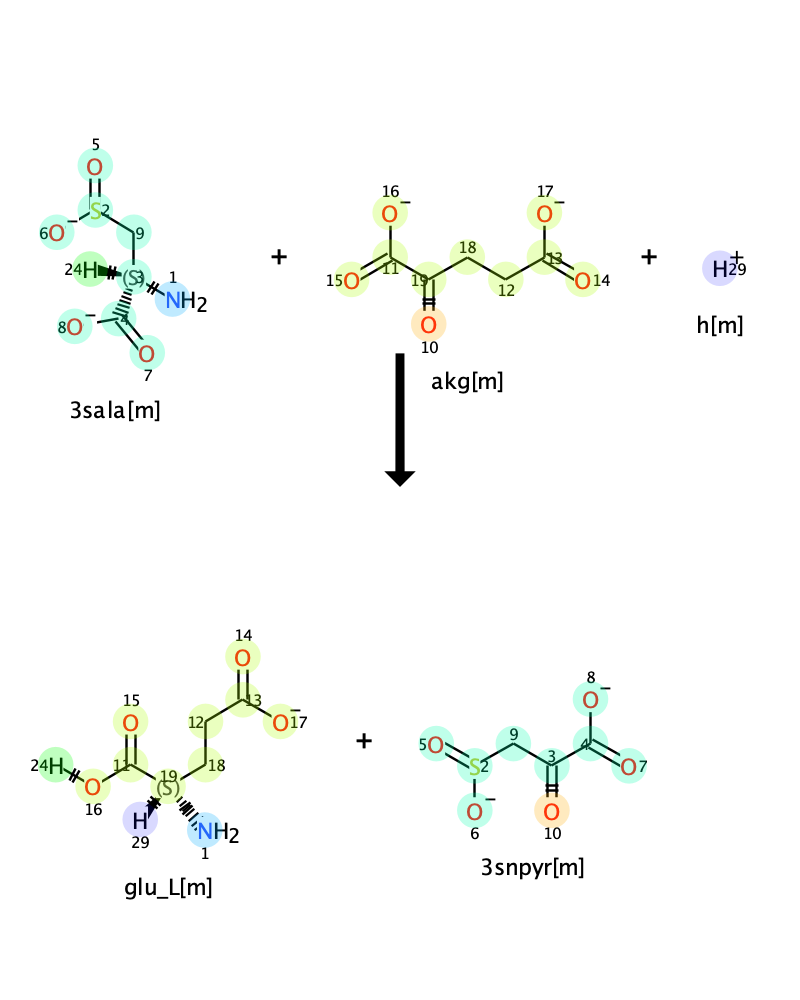 5
O
S2
6O−
9
24H
(S)
3
1
NH2
8O−
4
O
7
3sala[m]
+
16
O−
15O
11
19
O
10
18
12
17
O−
13
O14
akg[m]
+
H+
29
h[m]
14
O
15
O
12
13
O−17
24H
11
19
(S)
18
O
16
H
29
NH2
1
glu_L[m]
+
8
O−
5O
9
S2
3
4
O7
O−
6
O
10
3snpyr[m]